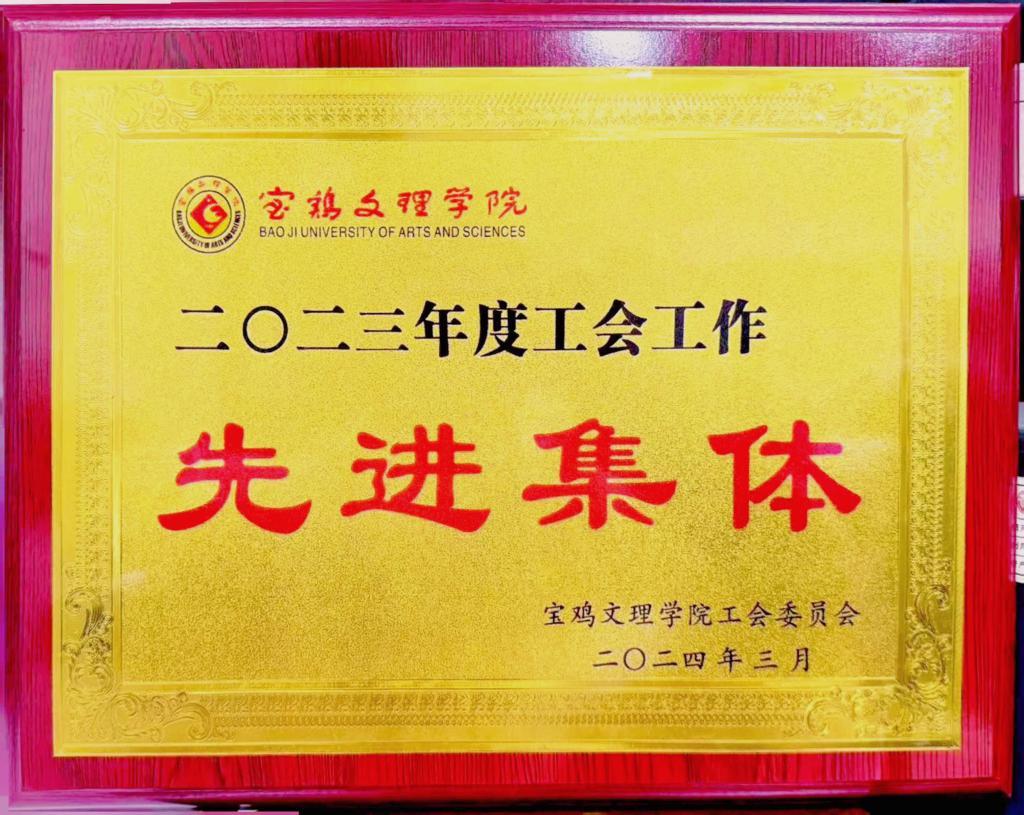 宝鸡文理学院
BAO JI UNIVERSITY OF ARTS AND SCIENCES
二〇二三年度工会工作
先进集体
宝鸡文理学院工会委员会
二〇二四年三月